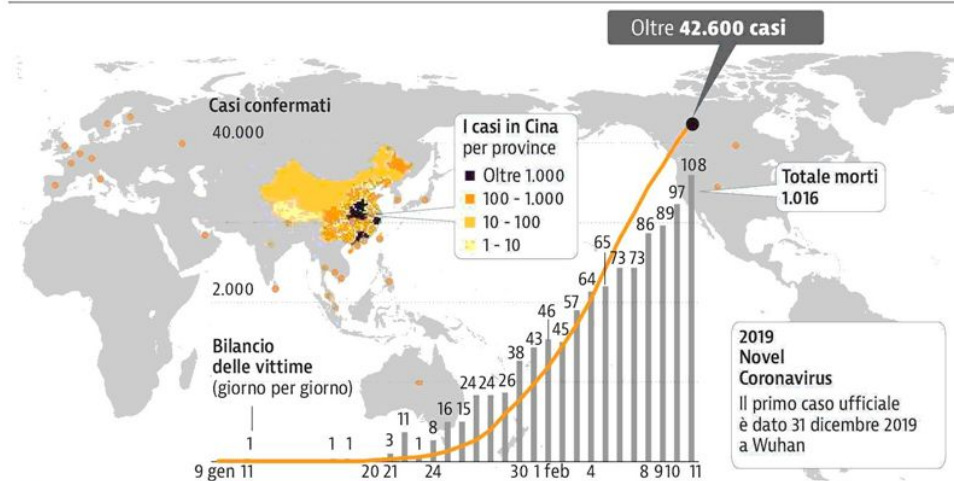 Oltre 42.600 casi
Casi confermati
40.000
I casi in Cina
per province
Oltre 1.000
100 - 1.000
10 - 100
1 - 10
Totale morti
1.016
2.000
Bilancio
delle vittime
(giorno per giorno)
1
1
1
3
11
1
8
16
15
24
24
26
38
43
46
45
57
64
65
73
73
86
89
97
108
9 gen 11 20 21 24 30 1 feb 4 8 9 10 11
2019
Novel
Coronavirus
Il primo caso ufficiale
è dato 31 dicembre 2019
a Wuhan